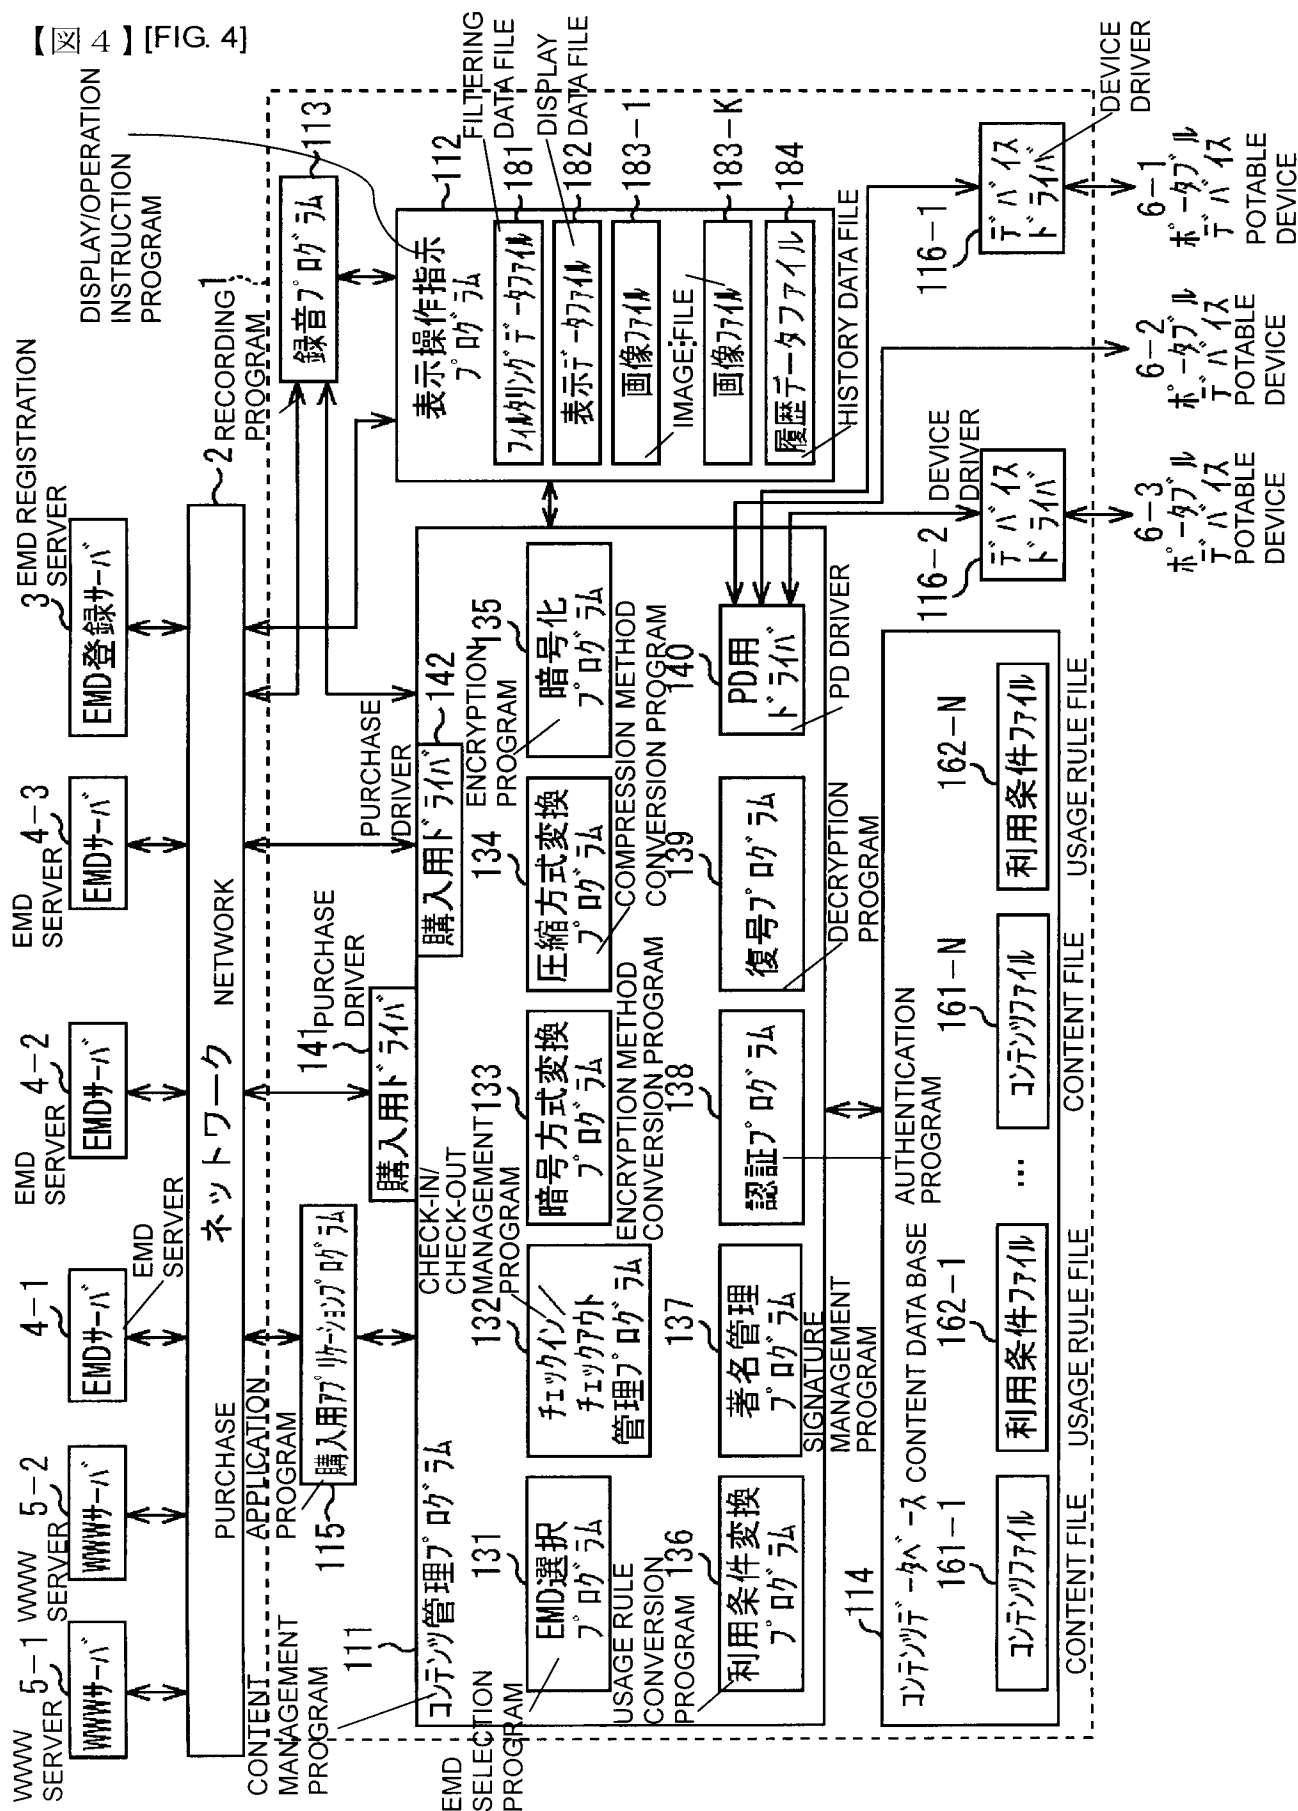 【図４】[FIG. 4]
WWW
SERVER
5-1
WWWサーバ
WWW
SERVER
5-2
WWWサーバ
4-1
EMDサーバ
EMD
SERVER
EMD
SERVER
4-2
EMDサーバ
EMD
SERVER
4-3
EMDサーバ
3
EMD REGISTRATION
SERVER
EMD登録サーバ
ネットワーク
NETWORK
2
DISPLAY/OPERATION
INSTRUCTION
PROGRAM
1
RECORDING
PROGRAM
113
録音プログラム
CONTENT
MANAGEMENT
PROGRAM
PURCHASE
APPLICATION
PROGRAM
115
購入用アプリケーションプログラム
141
PURCHASE
DRIVER
購入用ドライバ
PURCHASE
DRIVER
142
購入用ドライバ
111
コンテンツ管理プログラム
EMD
SELECTION
PROGRAM
131
EMD選択
プログラム
CHECK-IN/
CHECK-OUT
MANAGEMENT
PROGRAM
132
チェックイン/
チェックアウト
管理プログラム
133
暗号方式変換
プログラム
ENCRYPTION METHOD
CONVERSION PROGRAM
134
圧縮方式変換
プログラム
COMPRESSION METHOD
CONVERSION PROGRAM
ENCRYPTION
PROGRAM
135
暗号化
プログラム
USAGE RULE
CONVERSION
PROGRAM
136
利用条件変換
プログラム
137
著名管理
プログラム
SIGNATURE
MANAGEMENT
PROGRAM
138
認証プログラム
AUTHENTICATION
PROGRAM
139
復号プログラム
DECRYPTION
PROGRAM
140
PD用
ドライバ
PD DRIVER
112
表示操作指示
プログラム
FILTERING
DATA FILE
181
フィルタリングデータファイル
DISPLAY
DATA FILE
182
表示データファイル
183-1
画像ファイル
IMAGE FILE
183-K
画像ファイル
184
履歴データファイル
HISTORY DATA FILE
114
コンテンツデータベース
CONTENT DATA BASE
161-1
コンテンツファイル
CONTENT FILE
162-1
利用条件ファイル
USAGE RULE FILE
…
161-N
コンテンツファイル
CONTENT FILE
162-N
利用条件ファイル
USAGE RULE FILE
116-2
デバイス
ドライバ
DEVICE
DRIVER
116-1
デバイス
ドライバ
DEVICE
DRIVER
6-3
ポータブル
デバイス
POTABLE
DEVICE
6-2
ポータブル
デバイス
POTABLE
DEVICE
6-1
ポータブル
デバイス
POTABLE
DEVICE